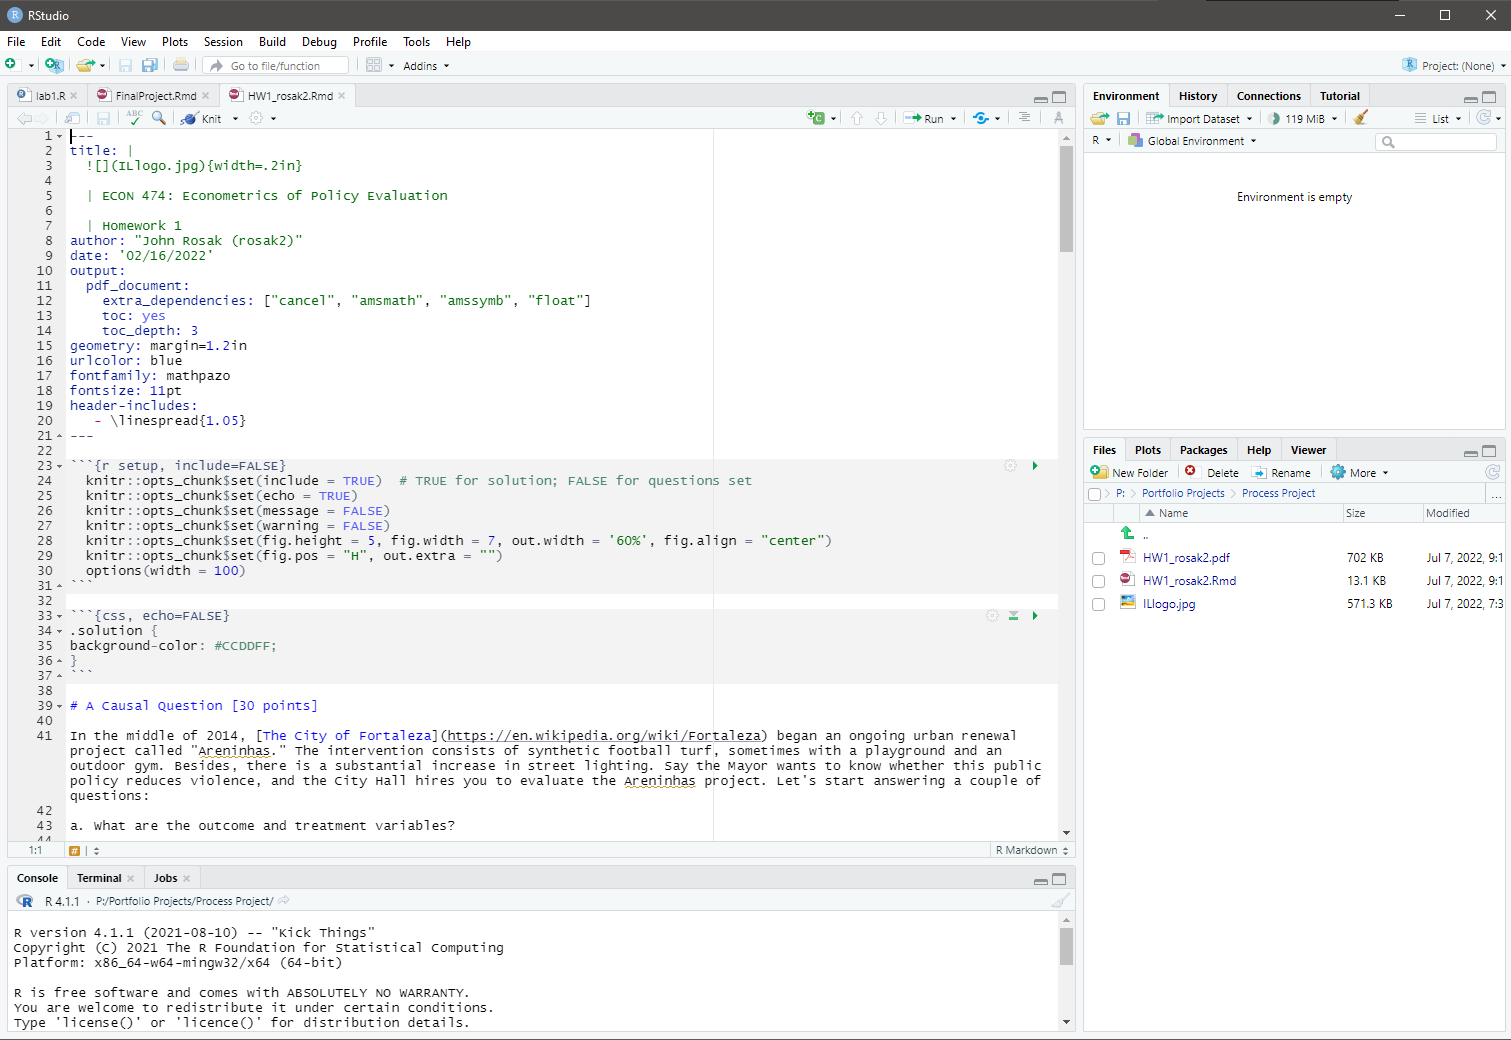 RStudio
File Edit Code View Plots Session Build Debug Profile Tools Help
Go to file/function Addins Project: (None)
lab1.R FinalProject.Rmd HW1_rosak2.Rmd
ABC Knit Run
1 ---
2 title: |
3 ![](ILlogo.jpg){width=.2in}
4
5 | ECON 474: Econometrics of Policy Evaluation
6
7 | Homework 1
8 author: "John Rosak (rosak2)"
9 date: '02/16/2022'
10 output:
11 pdf_document:
12 extra_dependencies: ["cancel", "amsmath", "amssymb", "float"]
13 toc: yes
14 toc_depth: 3
15 geometry: margin=1.2in
16 urlcolor: blue
17 fontfamily: mathpazo
18 fontsize: 11pt
19 header-includes:
20 - \linespread{1.05}
21 ---
22
23 ```{r setup, include=FALSE}
24 knitr::opts_chunk$set(include = TRUE)  # TRUE for solution; FALSE for questions set
25 knitr::opts_chunk$set(echo = TRUE)
26 knitr::opts_chunk$set(message = FALSE)
27 knitr::opts_chunk$set(warning = FALSE)
28 knitr::opts_chunk$set(fig.height = 5, fig.width = 7, out.width = '60%', fig.align = "center")
29 knitr::opts_chunk$set(fig.pos = "H", out.extra = "")
30 options(width = 100)
31 ```
32
33 ```{css, echo=FALSE}
34 .solution {
35 background-color: #CCDDFF;
36 }
37 ```
38
39 # A Causal Question [30 points]
40
41 In the middle of 2014, [The City of Fortaleza](https://en.wikipedia.org/wiki/Fortaleza) began an ongoing urban renewal
project called "Areninhas." The intervention consists of synthetic football turf, sometimes with a playground and an
outdoor gym. Besides, there is a substantial increase in street lighting. Say the Mayor wants to know whether this public
policy reduces violence, and the City Hall hires you to evaluate the Areninhas project. Let's start answering a couple of
questions:
42
43 a. What are the outcome and treatment variables?
44
1:1 # R Markdown
Console Terminal Jobs
R 4.1.1 · P:/Portfolio Projects/Process Project/
R version 4.1.1 (2021-08-10) -- "Kick Things"
Copyright (C) 2021 The R Foundation for Statistical Computing
Platform: x86_64-w64-mingw32/x64 (64-bit)
R is free software and comes with ABSOLUTELY NO WARRANTY.
You are welcome to redistribute it under certain conditions.
Type 'license()' or 'licence()' for distribution details.
Environment History Connections Tutorial
Import Dataset 119 MiB List
R Global Environment
Environment is empty
Files Plots Packages Help Viewer
New Folder Delete Rename More
P: Portfolio Projects Process Project ...
Name Size Modified
..
HW1_rosak2.pdf 702 KB Jul 7, 2022, 9:1
HW1_rosak2.Rmd 13.1 KB Jul 7, 2022, 9:1
ILlogo.jpg 571.3 KB Jul 7, 2022, 7:3